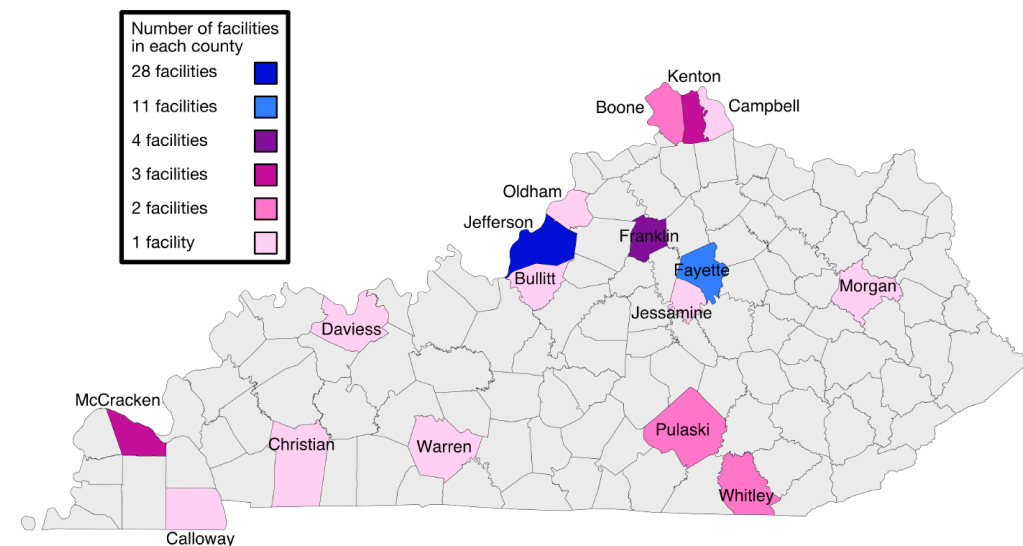 Number of facilities
in each county
28 facilities
11 facilities
4 facilities
3 facilities
2 facilities
1 facility
Kenton
Boone
Campbell
Oldham
Jefferson
Franklin
Fayette
Bullitt
Morgan
Jessamine
Daviess
McCracken
Christian
Warren
Pulaski
Whitley
Calloway